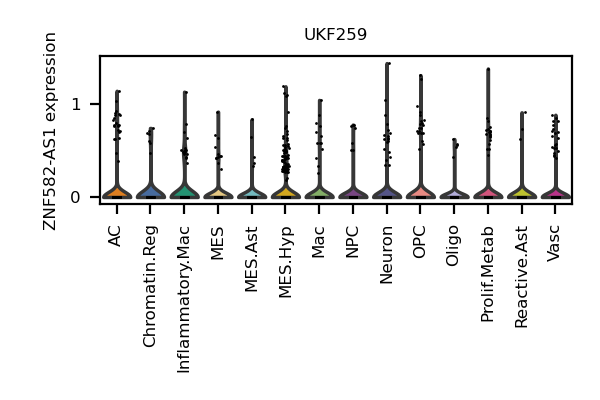 UKF259
ZNF582-AS1 expression
1
0
AC
Chromatin.Reg
Inflammatory.Mac
MES
MES.Ast
MES.Hyp
Mac
NPC
Neuron
OPC
Oligo
Prolif.Metab
Reactive.Ast
Vasc